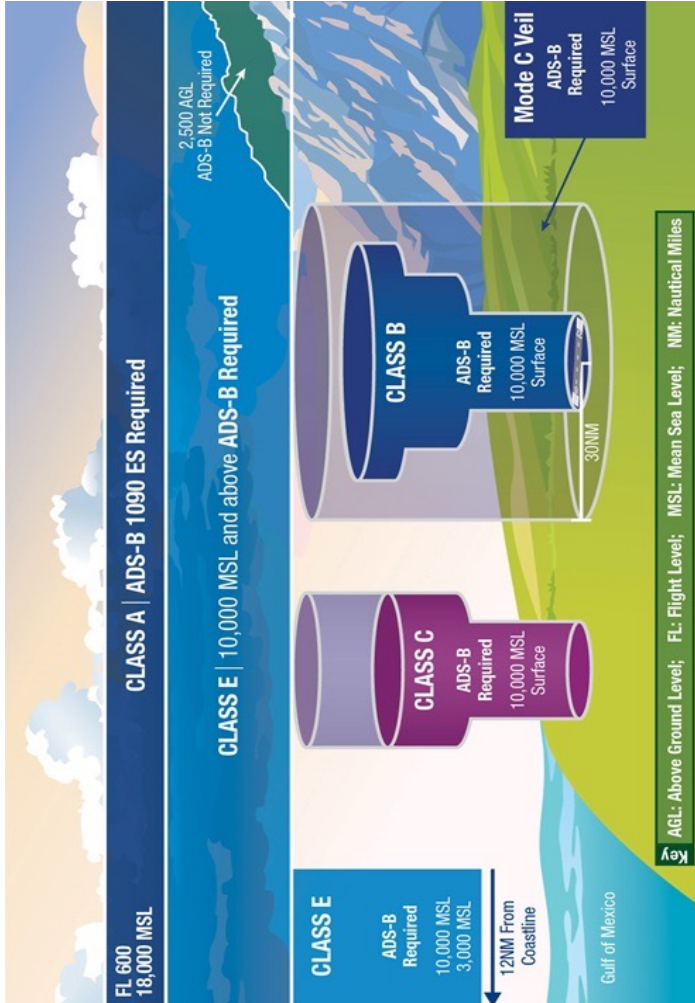 FL 600
18,000 MSL
CLASS A | ADS-B 1090 ES Required
CLASS E | 10,000 MSL and above ADS-B Required
2,500 AGL
ADS-B Not Required
CLASS E
ADS-B
Required
10,000 MSL
3,000 MSL
12NM From
Coastline
Gulf of Mexico
CLASS C
ADS-B
Required
10,000 MSL
Surface
CLASS B
ADS-B
Required
10,000 MSL
Surface
30NM
Mode C Veil
ADS-B
Required
10,000 MSL
Surface
Key AGL: Above Ground Level; FL: Flight Level; MSL: Mean Sea Level; NM: Nautical Miles